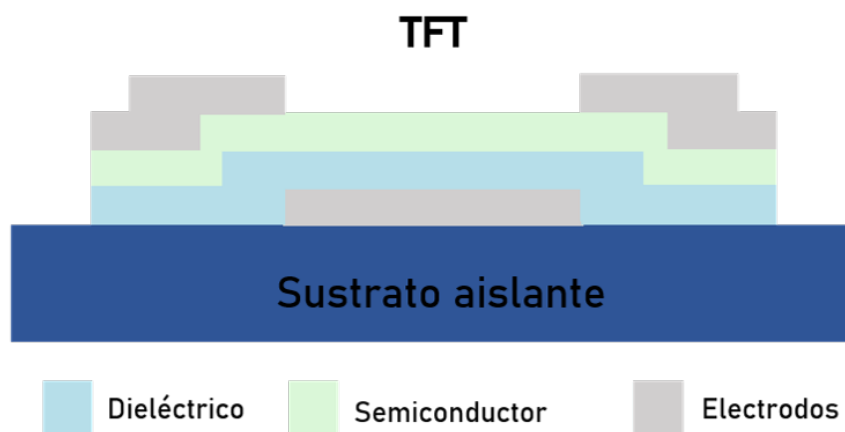 TFT
Sustrato aislante
Dieléctrico
Semiconductor
Electrodos